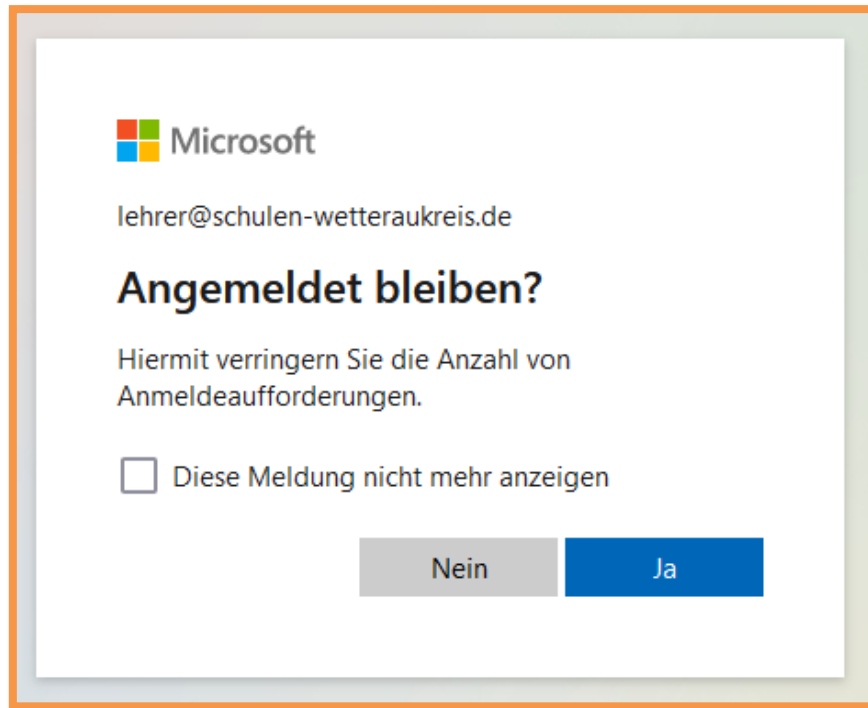 Microsoft
lehrer@schulen-wetteraukreis.de
Angemeldet bleiben?
Hiermit verringern Sie die Anzahl von
Anmeldeaufforderungen.
Diese Meldung nicht mehr anzeigen
Nein Ja